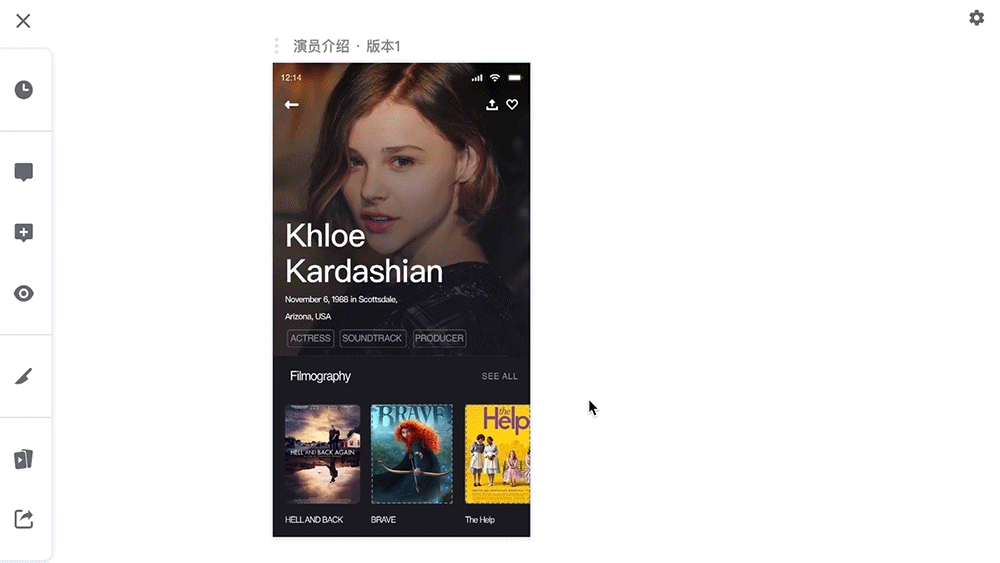 演员介绍 · 版本1
12:14
Khloe
Kardashian
November 6, 1988 in Scottsdale,
Arizona, USA
ACTRESS SOUNDTRACK PRODUCER
Filmography SEE ALL
HELL AND BACK AGAIN
BRAVE
the
Help
HELL AND BACK BRAVE The Help